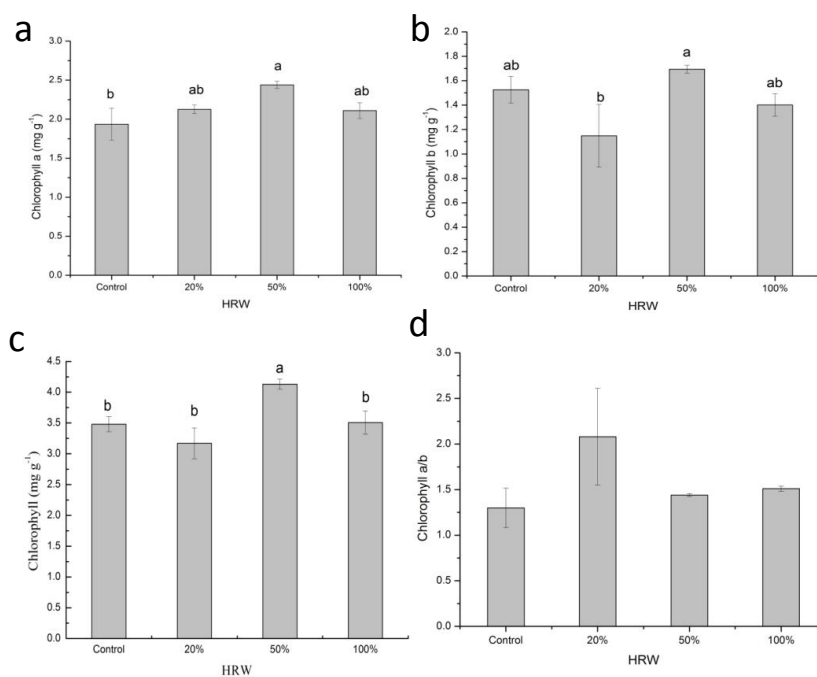 a
3.0
2.5
2.0
1.5
1.0
0.5
0.0
Chlorophyll a (mg g⁻¹)
b
ab
a
ab
Control 20% 50% 100%
HRW
b
2.0
1.8
1.6
1.4
1.2
1.0
0.8
0.6
0.4
0.2
0.0
Chlorophyll b (mg g⁻¹)
ab
b
a
ab
Control 20% 50% 100%
HRW
c
4.5
4.0
3.5
3.0
2.5
2.0
1.5
1.0
0.5
0.0
Chlorophyll (mg g⁻¹)
b
b
a
b
Control 20% 50% 100%
HRW
d
3.0
2.5
2.0
1.5
1.0
0.5
0.0
Chlorophyll a/b
Control 20% 50% 100%
HRW